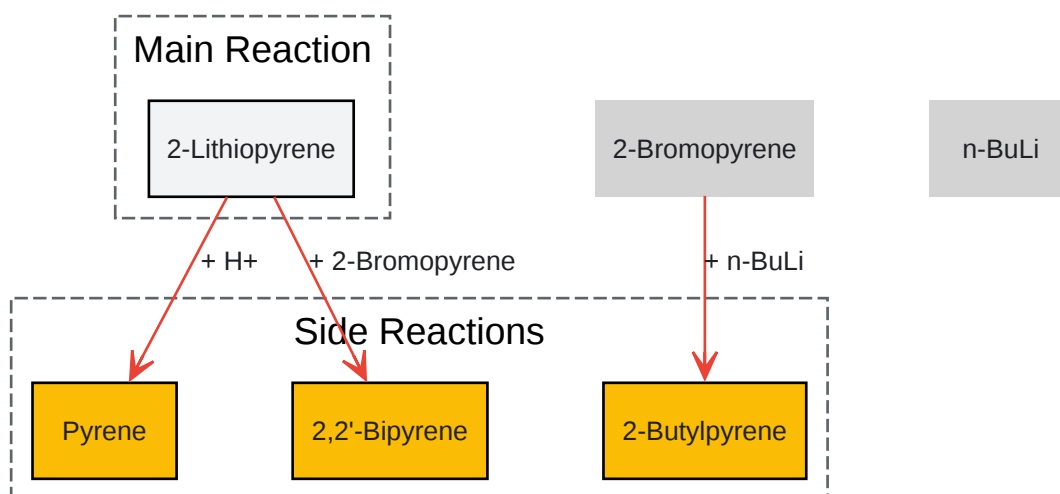 Main Reaction
2-Lithiopyrene
2-Bromopyrene
n-BuLi
+ H+
+ 2-Bromopyrene
+ n-BuLi
Side Reactions
Pyrene
2,2'-Bipyrene
2-Butylpyrene